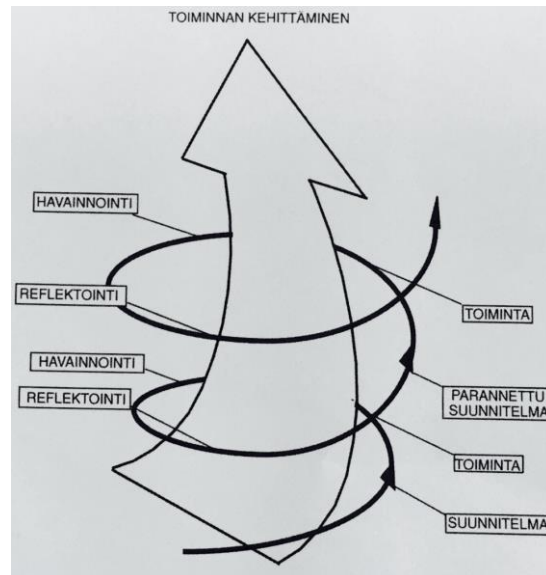 TOIMINNAN KEHITTÄMINEN
HAVAINNOINTI
REFLEKTOINTI
TOIMINTA
HAVAINNOINTI
PARANNETTU
SUUNNITELMA
REFLEKTOINTI
TOIMINTA
SUUNNITELMA